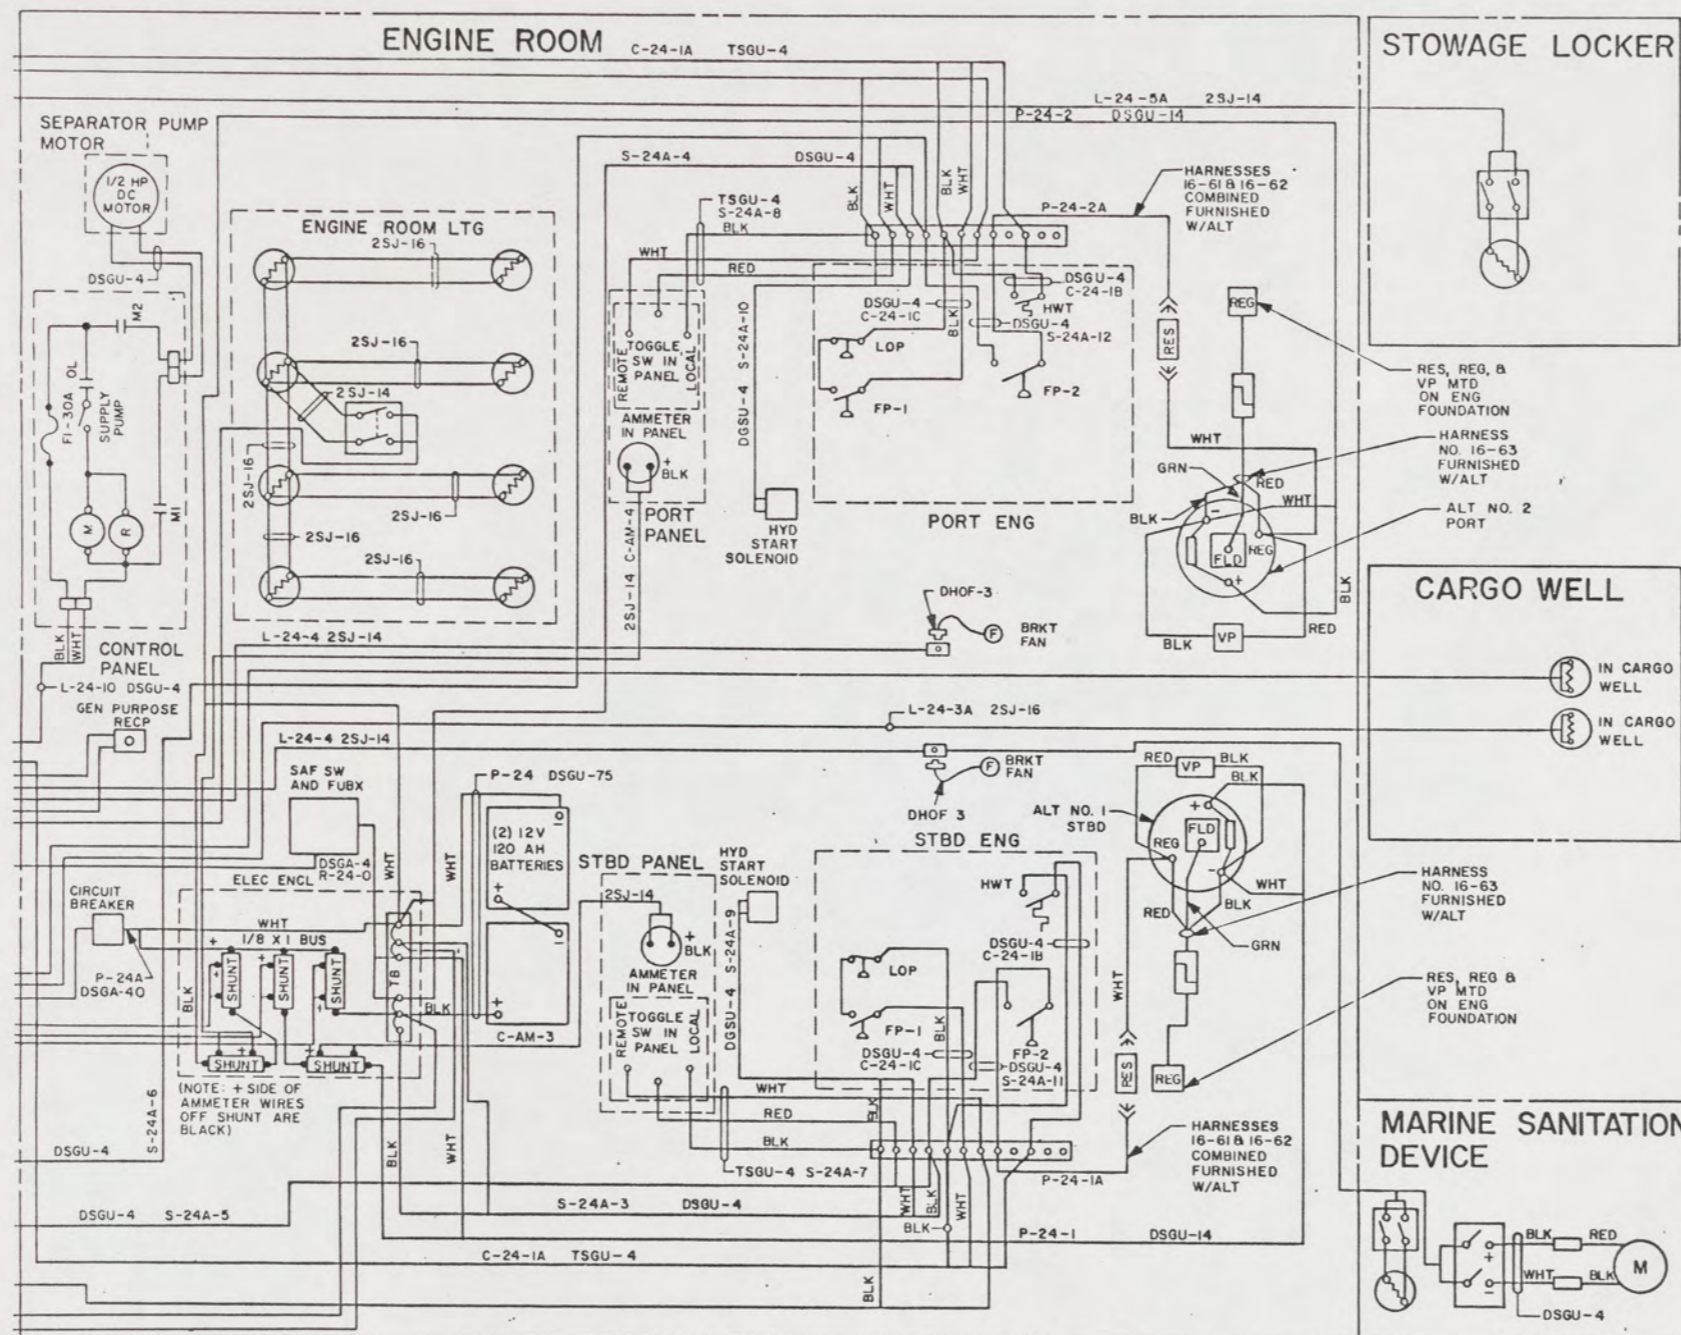 ENGINE ROOM
C-24-1A TSGU-4
STOWAGE LOCKER
L-24-5A 2SJ-14
P-24-2 DSGU-14
SEPARATOR PUMP
MOTOR
1/2 HP
DC
MOTOR
DSGU-4
S-24A-4 DSGU-4
BLK
WHT
BLK
WHT
HARNESSES
16-61 & 16-62
COMBINED
FURNISHED
W/ALT
TSGU-4
S-24A-8
BLK
P-24-2A
WHT
RED
ENGINE ROOM LTG
2SJ-16
2SJ-16
2SJ-14
2SJ-16
2SJ-16
2SJ-16
2SJ-16
M2
OL
F1-30A
SUPPLY
PUMP
M
R
M1
BLK
WHT
CONTROL
PANEL
REMOTE
TOGGLE
SW IN
PANEL
LOCAL
AMMETER
IN PANEL
+
BLK
PORT
PANEL
2SJ-14 C-AM-4
DGSU-4 S-24A-10
HYD
START
SOLENOID
DSGU-4
C-24-1B
HWT
DSGU-4
C-24-1C
BLK
DSGU-4
S-24A-12
LOP
FP-1
FP-2
PORT ENG
RES
REG
RES, REG, &
VP MTD
ON ENG
FOUNDATION
WHT
HARNESS
NO. 16-63
FURNISHED
W/ALT
GRN
RED
WHT
BLK
-
REG
FLD
+
ALT NO. 2
PORT
BLK
BLK
VP
RED
CARGO WELL
DHOF-3
F
BRKT
FAN
L-24-4 2SJ-14
L-24-10 DSGU-4
GEN PURPOSE
RECP
IN CARGO
WELL
L-24-3A 2SJ-16
IN CARGO
WELL
L-24-4 2SJ-14
F
BRKT
FAN
DHOF 3
SAF SW
AND FUBX
P-24 DSGU-75
-
(2) 12V
120 AH
BATTERIES
+
-
+
C-AM-3
WHT
WHT
DSGA-4
R-24-0
ELEC ENCL
CIRCUIT
BREAKER
WHT
1/8 X 1 BUS
P-24A
DSGA-40
BLK
+
+
+
+
SHUNT
SHUNT
SHUNT
TB
BLK
+
SHUNT
+
SHUNT
(NOTE: + SIDE OF
AMMETER WIRES
OFF SHUNT ARE
BLACK)
STBD PANEL
2SJ-14
+
BLK
AMMETER
IN PANEL
REMOTE
TOGGLE
SW IN
PANEL
LOCAL
HYD
START
SOLENOID
DGSU-4 S-24A-9
STBD ENG
HWT
DSGU-4
C-24-1B
LOP
FP-1
BLK
DSGU-4
C-24-1C
FP-2
DSGU-4
S-24A-11
RED
VP
BLK
BLK
ALT NO. 1
STBD
+
FLD
REG
-
WHT
RED
BLK
GRN
HARNESS
NO. 16-63
FURNISHED
W/ALT
WHT
RES
REG
RES, REG &
VP MTD
ON ENG
FOUNDATION
WHT
RED
BLK
BLK
TSGU-4 S-24A-7
HARNESSES
16-61 & 16-62
COMBINED
FURNISHED
W/ALT
P-24-1A
MARINE SANITATION
DEVICE
DSGU-4
S-24A-6
BLK
WHT
DSGU-4 S-24A-5
S-24A-3 DSGU-4
WHT
BLK
BLK
WHT
P-24-1 DSGU-14
C-24-1A TSGU-4
BLK
+
-
BLK
RED
WHT
BLK
M
DSGU-4